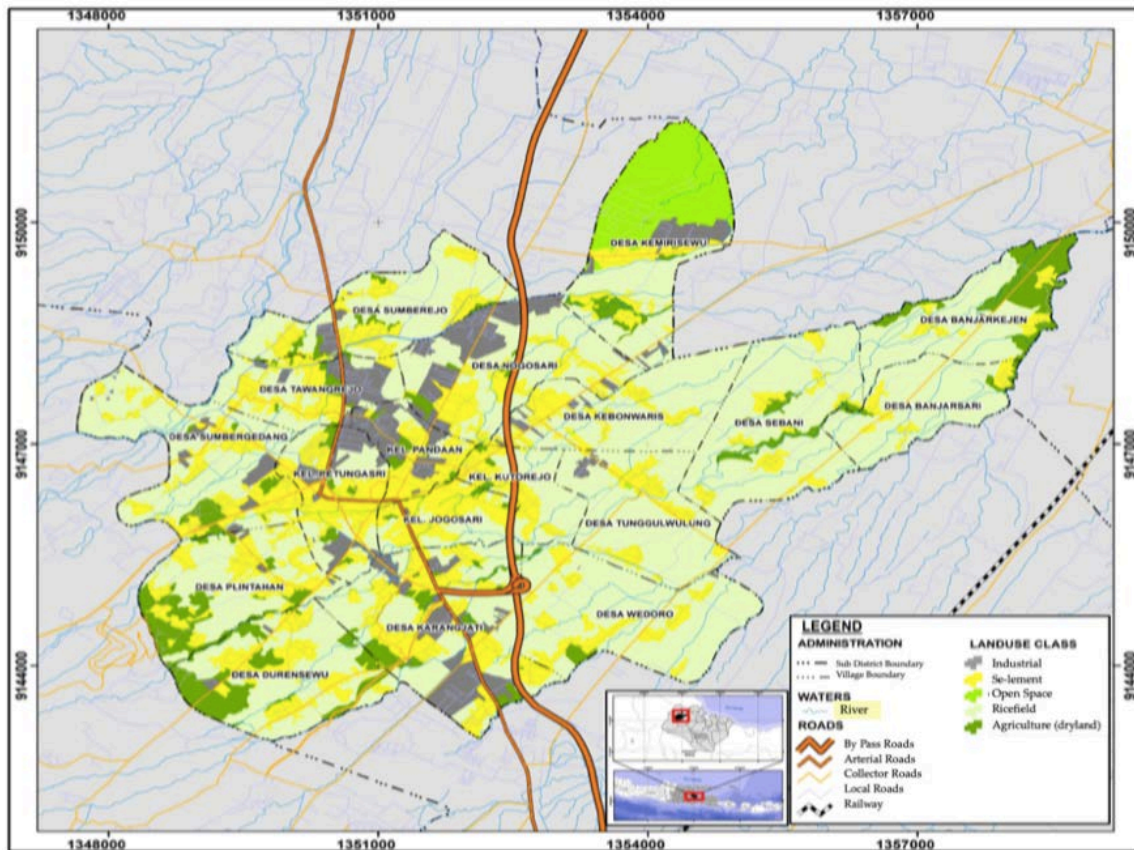 1348000 1351000 1354000 1357000
9150000 9150000
DESA KEMIRISEWU
DESA SUMBEREJO
DESA BANJARKEJEN
DESA NOGOSARI
DESA TAWANGREJO
DESA BANJARSARI
DESA KEBONWARIS
DESA SEBANI
DESA SUMBERGEDANG
9147000 9147000
KEL. PANDAAN
KEL. PETUNGASRI
KEL. KUTOREJO
KEL. JOGOSARI
DESA TUNGGULWULUNG
DESA PLINTAHAN
DESA WEDORO
DESA KARANGJATI
DESA DURENSEWU
9144000 9144000
LEGEND
ADMINISTRATION
Sub District Boundary
Village Boundary
WATERS
River
ROADS
By Pass Roads
Arterial Roads
Collector Roads
Local Roads
Railway
LANDUSE CLASS
Industrial
Se-lement
Open Space
Ricefield
Agriculture (dryland)
1348000 1351000 1354000 1357000